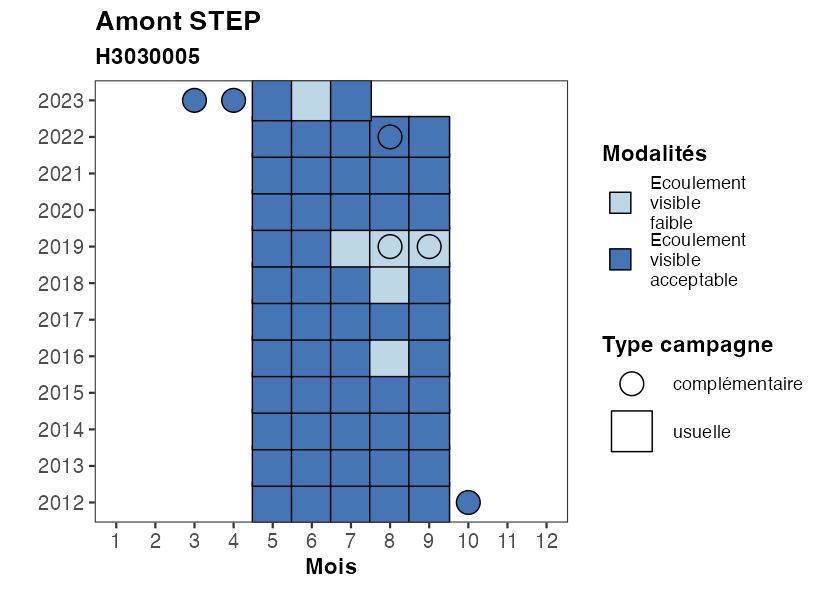 Amont STEP
H3030005
2023
2022
2021
2020
2019
2018
2017
2016
2015
2014
2013
2012
1 2 3 4 5 6 7 8 9 10 11 12
Mois
Modalités
Ecoulement
visible
faible
Ecoulement
visible
acceptable
Type campagne
complémentaire
usuelle